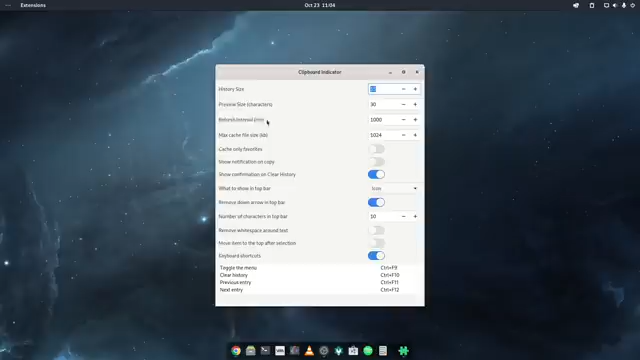 Extensions
Oct 23 11:04
Clipboard Indicator
History Size
Preview Size (characters) 30
Refresh Interval (ms) 1000
Max cache file size (kb) 1024
Cache only favorites
Show notification on copy
Show confirmation on Clear History
What to show in top bar Icon
Remove down arrow in top bar
Number of characters in top bar 10
Remove whitespace around text
Move item to the top after selection
Keyboard shortcuts
Toggle the menu Ctrl+F9
Clear history Ctrl+F10
Previous entry Ctrl+F11
Next entry Ctrl+F12